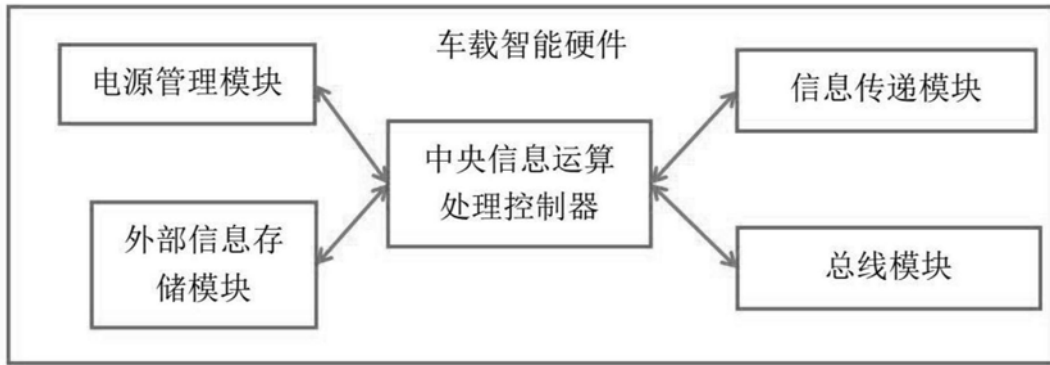 车载智能硬件
电源管理模块
信息传递模块
中央信息运算
处理控制器
外部信息存
储模块
总线模块